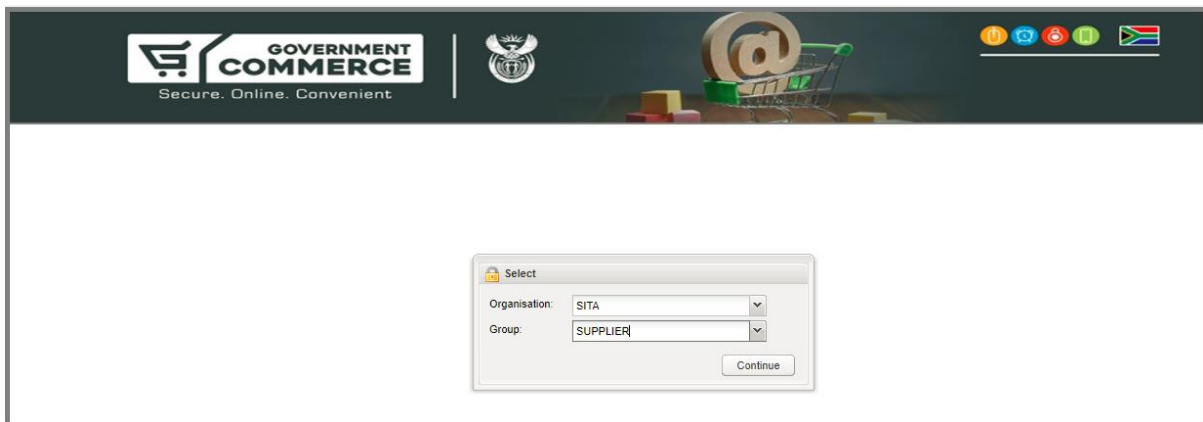 GOVERNMENT
COMMERCE
Secure. Online. Convenient
@
Select
Organisation: SITA
Group: SUPPLIER
Continue